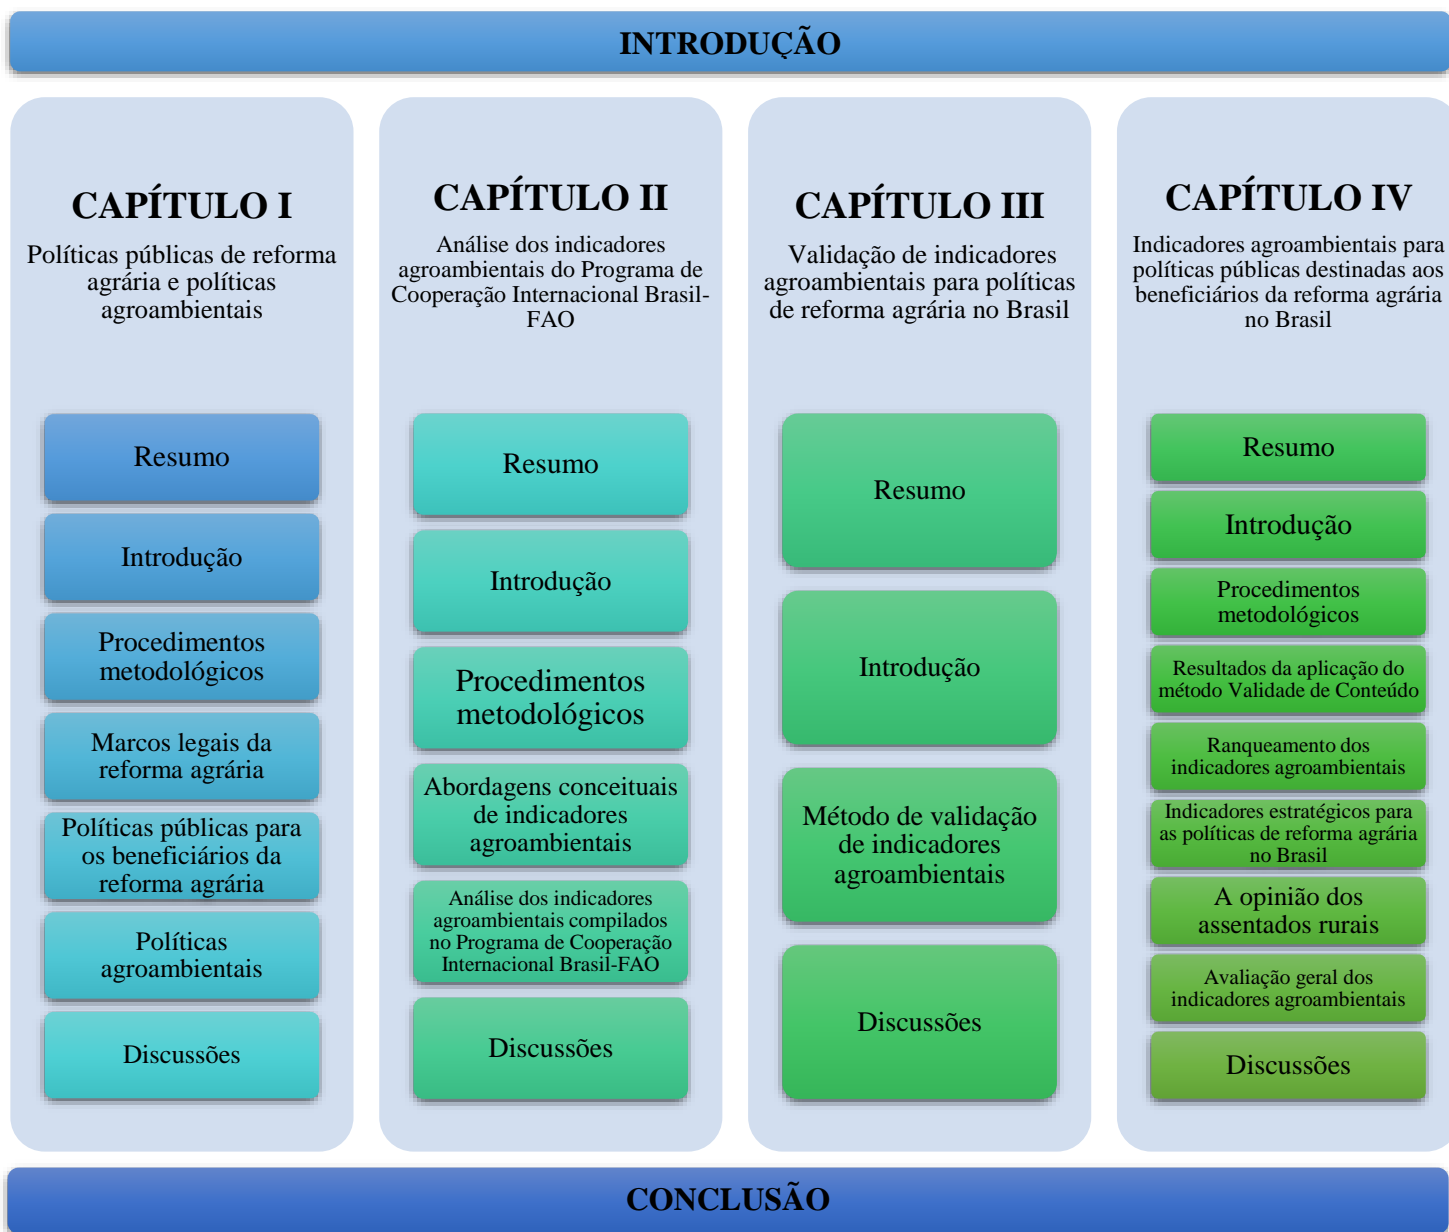 INTRODUÇÃO
CAPÍTULO I
Políticas públicas de reforma
agrária e políticas
agroambientais
Resumo
Introdução
Procedimentos
metodológicos
Marcos legais da
reforma agrária
Políticas públicas para
os beneficiários da
reforma agrária
Políticas
agroambientais
Discussões
CAPÍTULO II
Análise dos indicadores
agroambientais do Programa de
Cooperação Internacional Brasil-
FAO
Resumo
Introdução
Procedimentos
metodológicos
Abordagens conceituais
de indicadores
agroambientais
Análise dos indicadores
agroambientais compilados
no Programa de Cooperação
Internacional Brasil-FAO
Discussões
CAPÍTULO III
Validação de indicadores
agroambientais para políticas
de reforma agrária no Brasil
Resumo
Introdução
Método de validação
de indicadores
agroambientais
Discussões
CAPÍTULO IV
Indicadores agroambientais para
políticas públicas destinadas aos
beneficiários da reforma agrária
no Brasil
Resumo
Introdução
Procedimentos
metodológicos
Resultados da aplicação do
método Validade de Conteúdo
Ranqueamento dos
indicadores agroambientais
Indicadores estratégicos para
as políticas de reforma agrária
no Brasil
A opinião dos
assentados rurais
Avaliação geral dos
indicadores agroambientais
Discussões
CONCLUSÃO